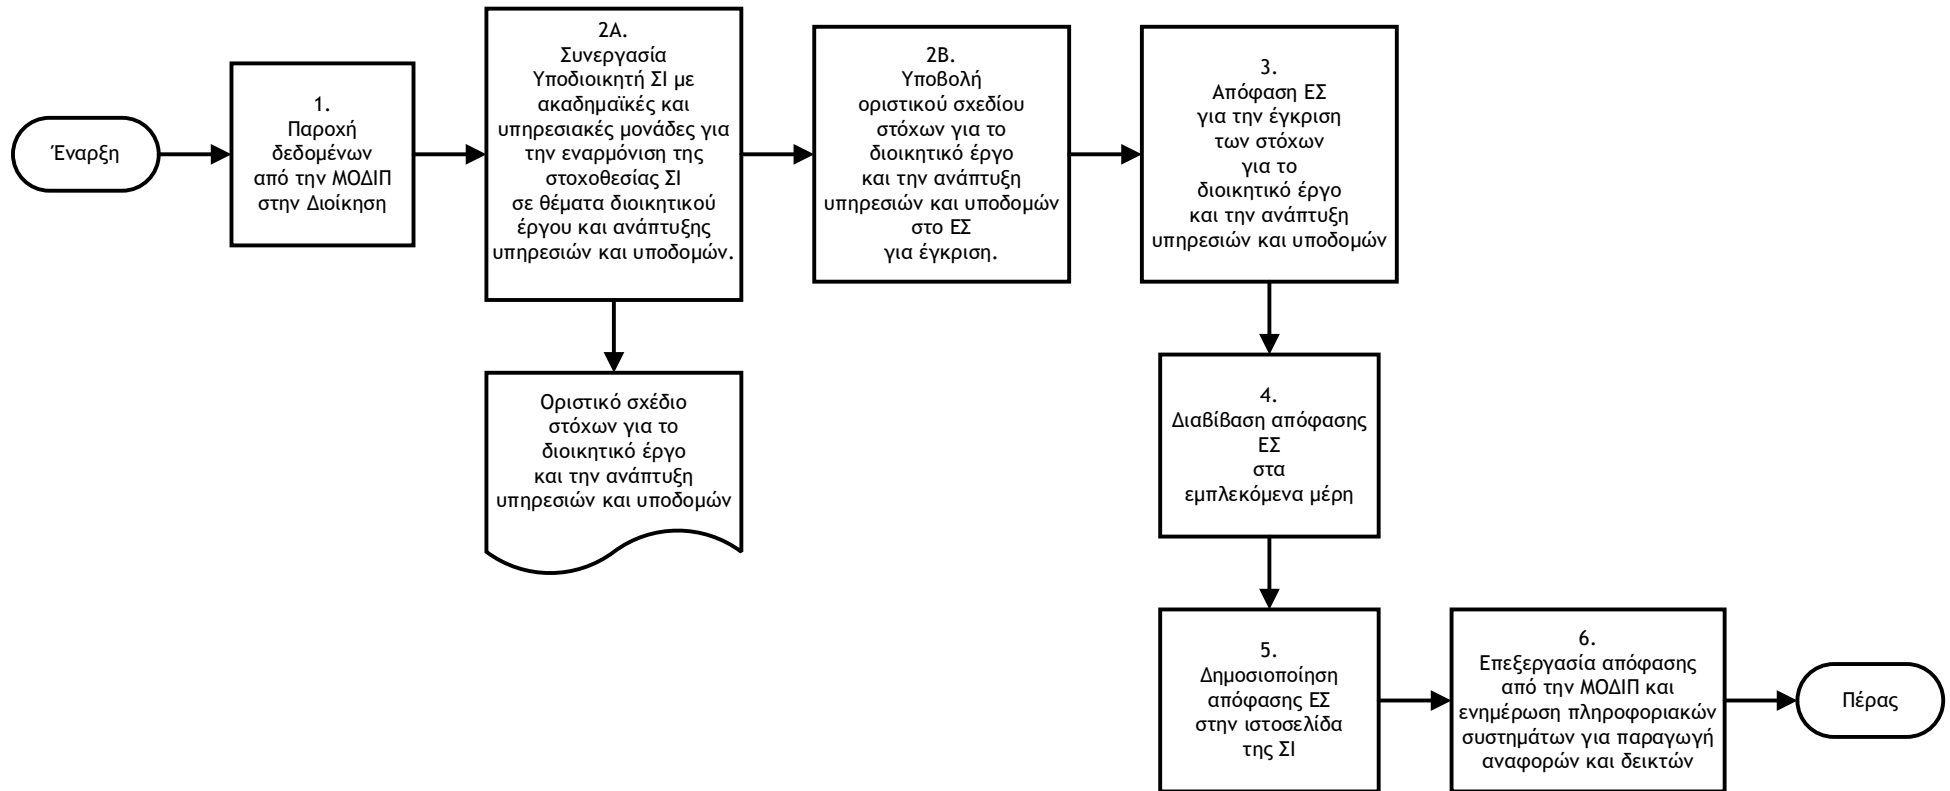 Έναρξη
1.
Παροχή
δεδομένων
από την ΜΟΔΙΠ
στην Διοίκηση
2Α.
Συνεργασία
Υποδιοικητή ΣΙ με
ακαδημαϊκές και
υπηρεσιακές μονάδες για
την εναρμόνιση της
στοχοθεσίας ΣΙ
σε θέματα διοικητικού
έργου και ανάπτυξης
υπηρεσιών και υποδομών.
Οριστικό σχέδιο
στόχων για το
διοικητικό έργο
και την ανάπτυξη
υπηρεσιών και υποδομών
2Β.
Υποβολή
οριστικού σχεδίου
στόχων για το
διοικητικό έργο
και την ανάπτυξη
υπηρεσιών και υποδομών
στο ΕΣ
για έγκριση.
3.
Απόφαση ΕΣ
για την έγκριση
των στόχων
για το
διοικητικό έργο
και την ανάπτυξη
υπηρεσιών και υποδομών
4.
Διαβίβαση απόφασης
ΕΣ
στα
εμπλεκόμενα μέρη
5.
Δημοσιοποίηση
απόφασης ΕΣ
στην ιστοσελίδα
της ΣΙ
6.
Επεξεργασία απόφασης
από την ΜΟΔΙΠ και
ενημέρωση πληροφοριακών
συστημάτων για παραγωγή
αναφορών και δεικτών
Πέρας